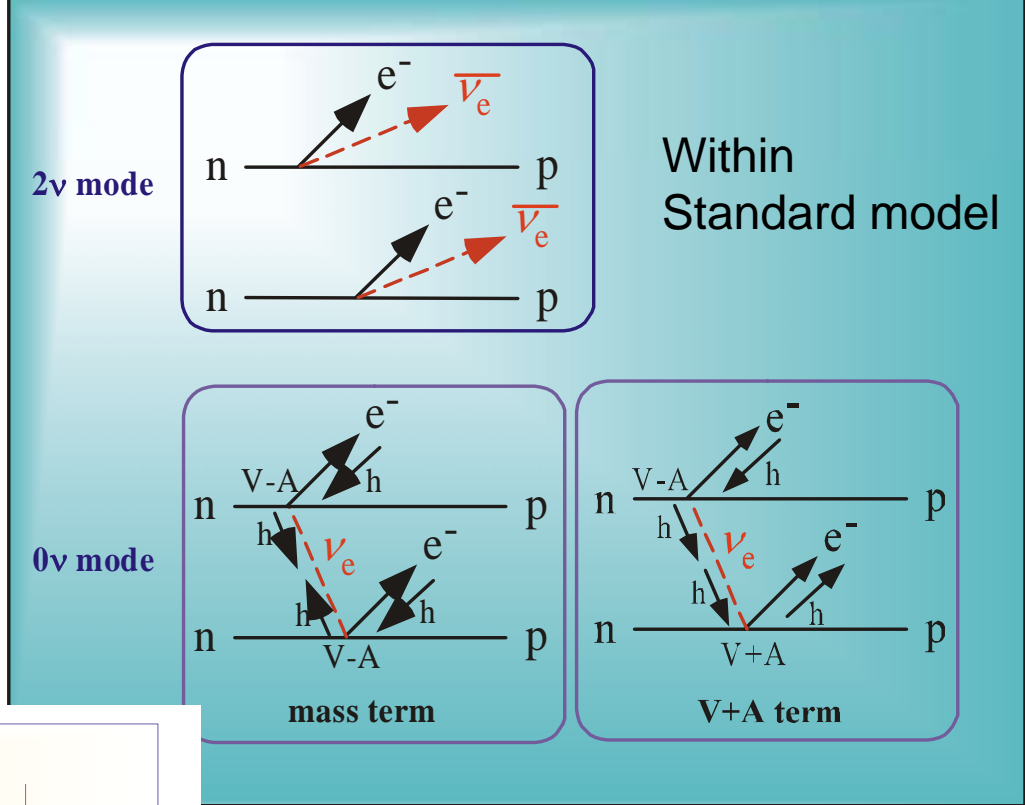 e-
ν̅e
n
p
2ν mode
Within
Standard model
e-
ν̅e
n
p
e-
V-A
h
n
p
h
νe
e-
0ν mode
h
h
n
p
V-A
mass term
e-
V-A
h
n
p
h
νe
e-
h
h
n
p
V+A
V+A term